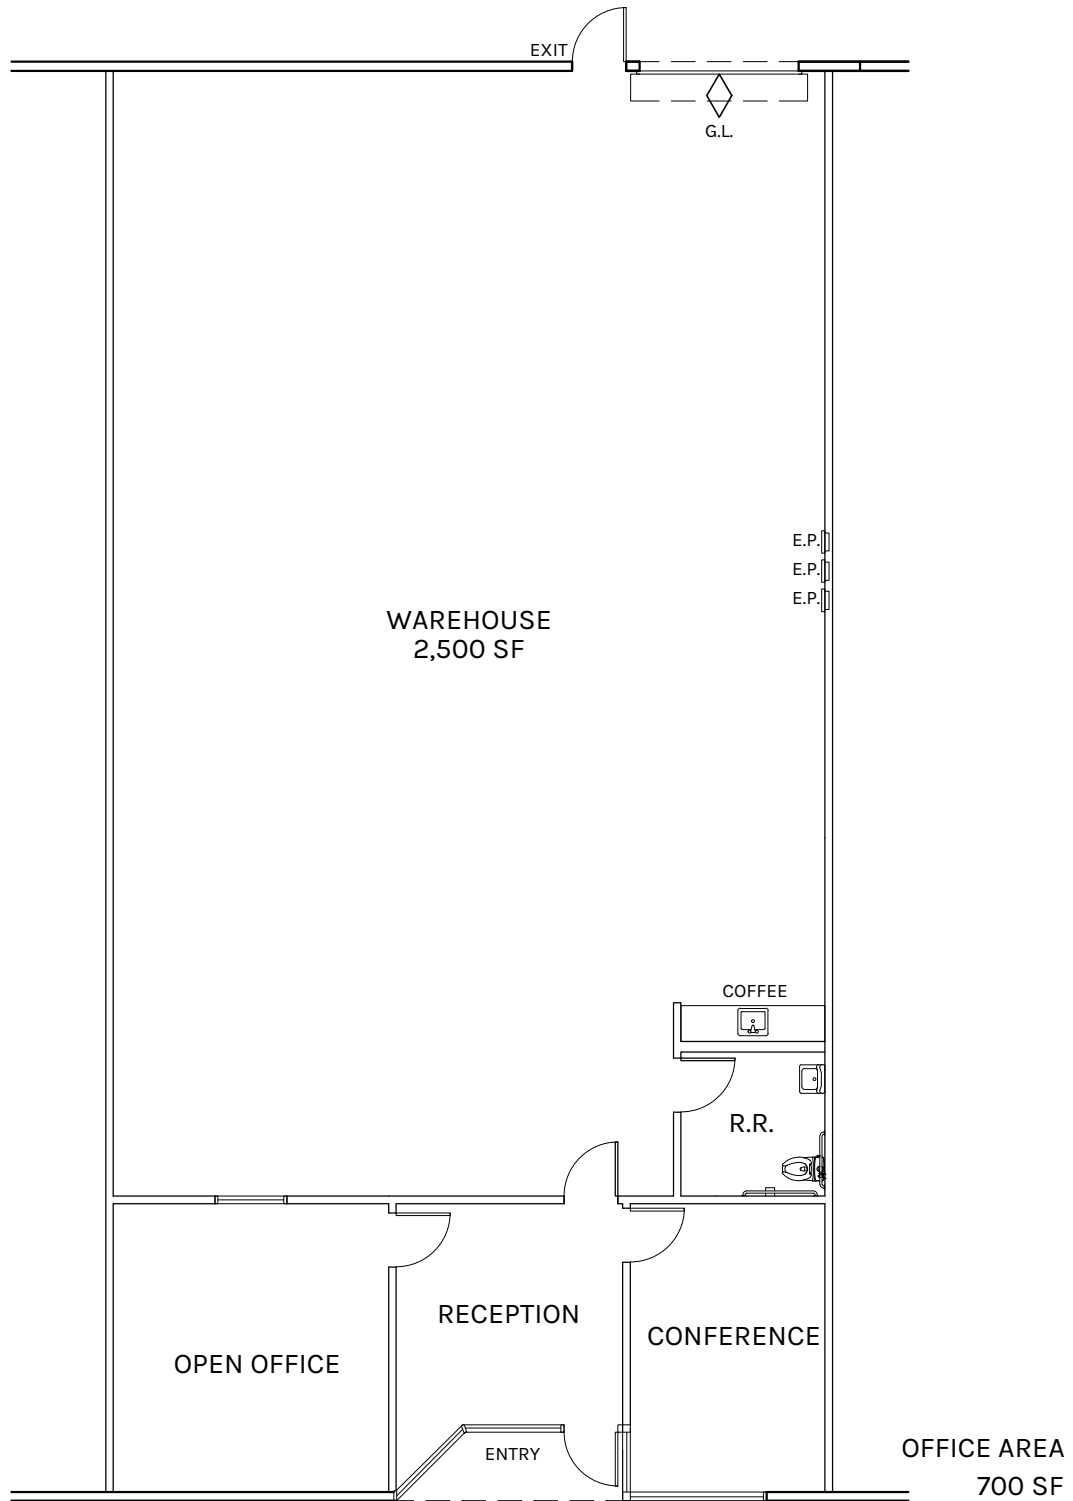 EXIT
G.L.
E.P.
E.P.
E.P.
WAREHOUSE
2,500 SF
COFFEE
R.R.
RECEPTION
CONFERENCE
OPEN OFFICE
ENTRY
OFFICE AREA
700 SF